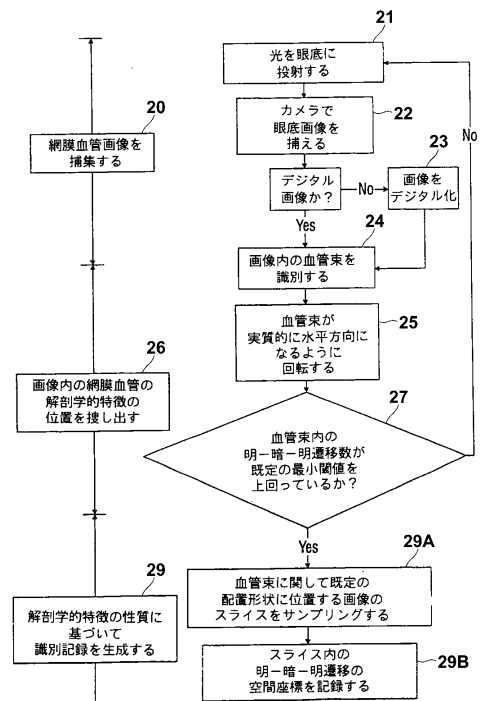 21
光を眼底に
投射する
22
カメラで
眼底画像を
捕える
No
20
網膜血管画像を
捕集する
23
デジタル
画像か?
No
画像を
デジタル化
Yes
24
画像内の血管束を
識別する
25
血管束が
実質的に水平方向に
なるように
回転する
26
画像内の網膜血管の
解剖学的特徴の
位置を捜し出す
27
血管束内の
明ー暗ー明遷移数が
既定の最小閾値を
上回っているか?
Yes
29A
血管束に関して既定の
配置形状に位置する画像の
スライスをサンプリングする
29
解剖学的特徴の性質に
基づいて
識別記録を生成する
29B
スライス内の
明ー暗ー明遷移の
空間座標を記録する